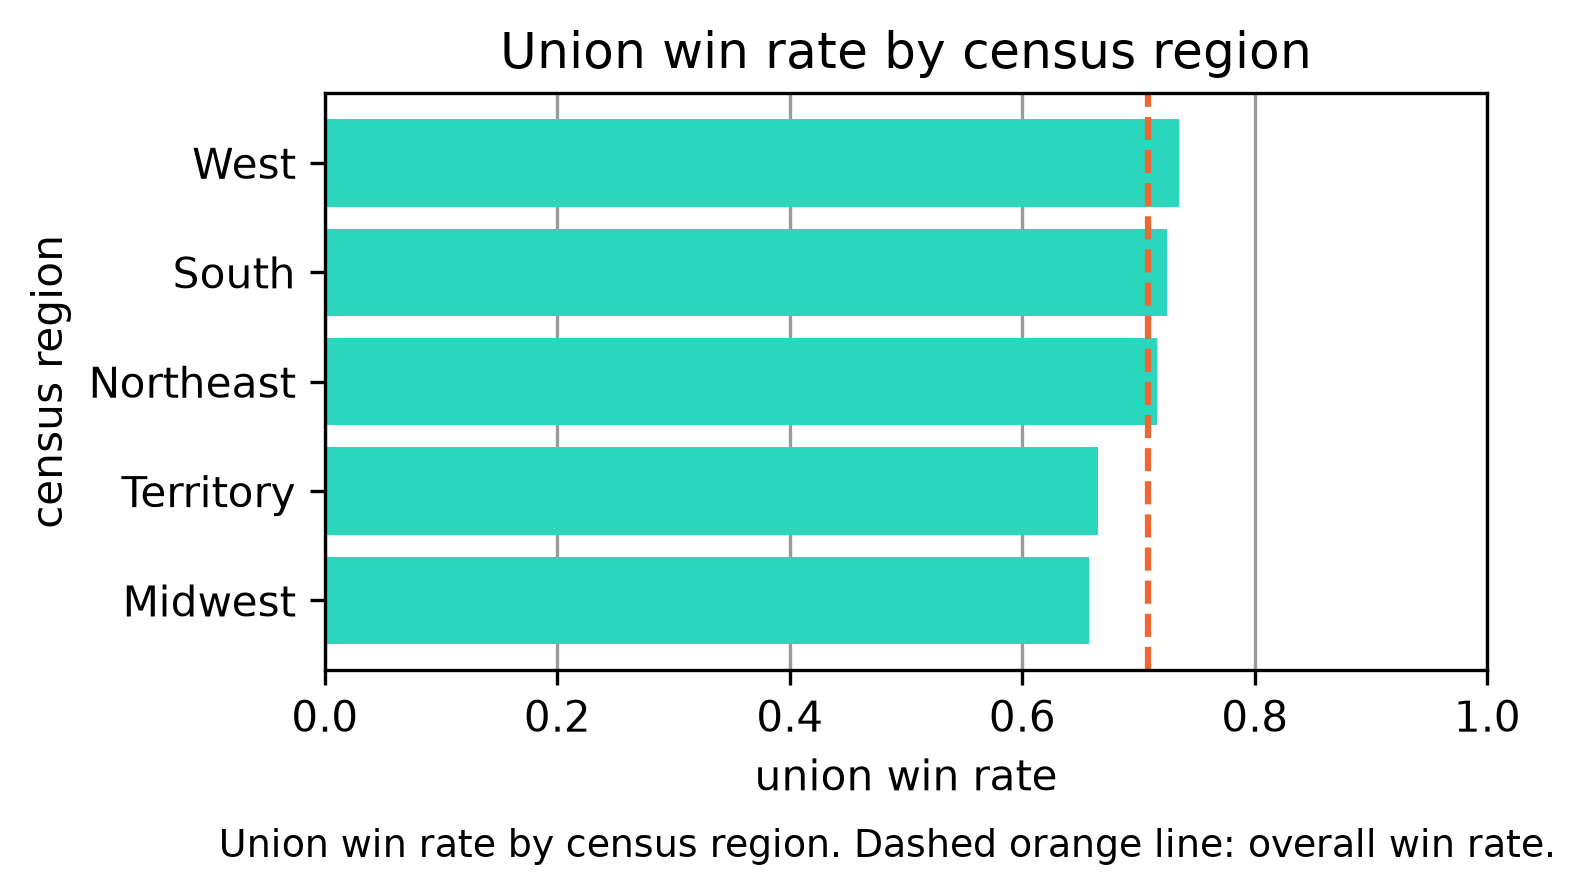 Union win rate by census region
census region
West
South
Northeast
Territory
Midwest
0.0 0.2 0.4 0.6 0.8 1.0
union win rate
Union win rate by census region. Dashed orange line: overall win rate.